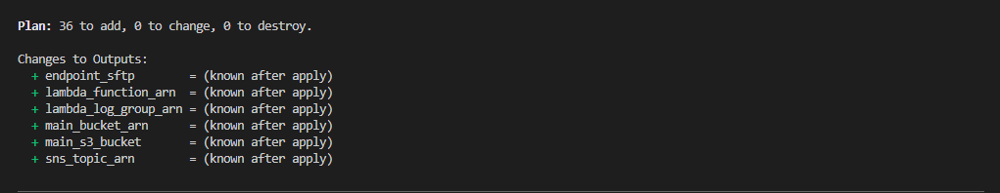 Plan: 36 to add, 0 to change, 0 to destroy.
Changes to Outputs:
+ endpoint_sftp = (known after apply)
+ lambda_function_arn = (known after apply)
+ lambda_log_group_arn = (known after apply)
+ main_bucket_arn = (known after apply)
+ main_s3_bucket = (known after apply)
+ sns_topic_arn = (known after apply)